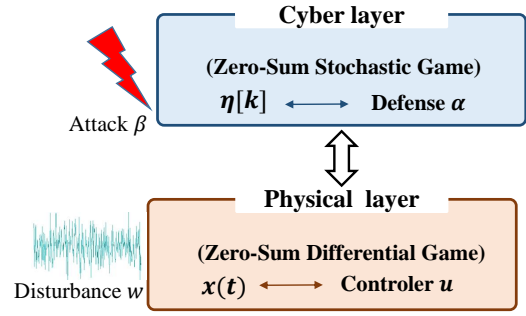 Cyber layer
(Zero-Sum Stochastic Game)
η[k] Defense α
Attack β
Physical layer
(Zero-Sum Differential Game)
x(t) Controler u
Disturbance w